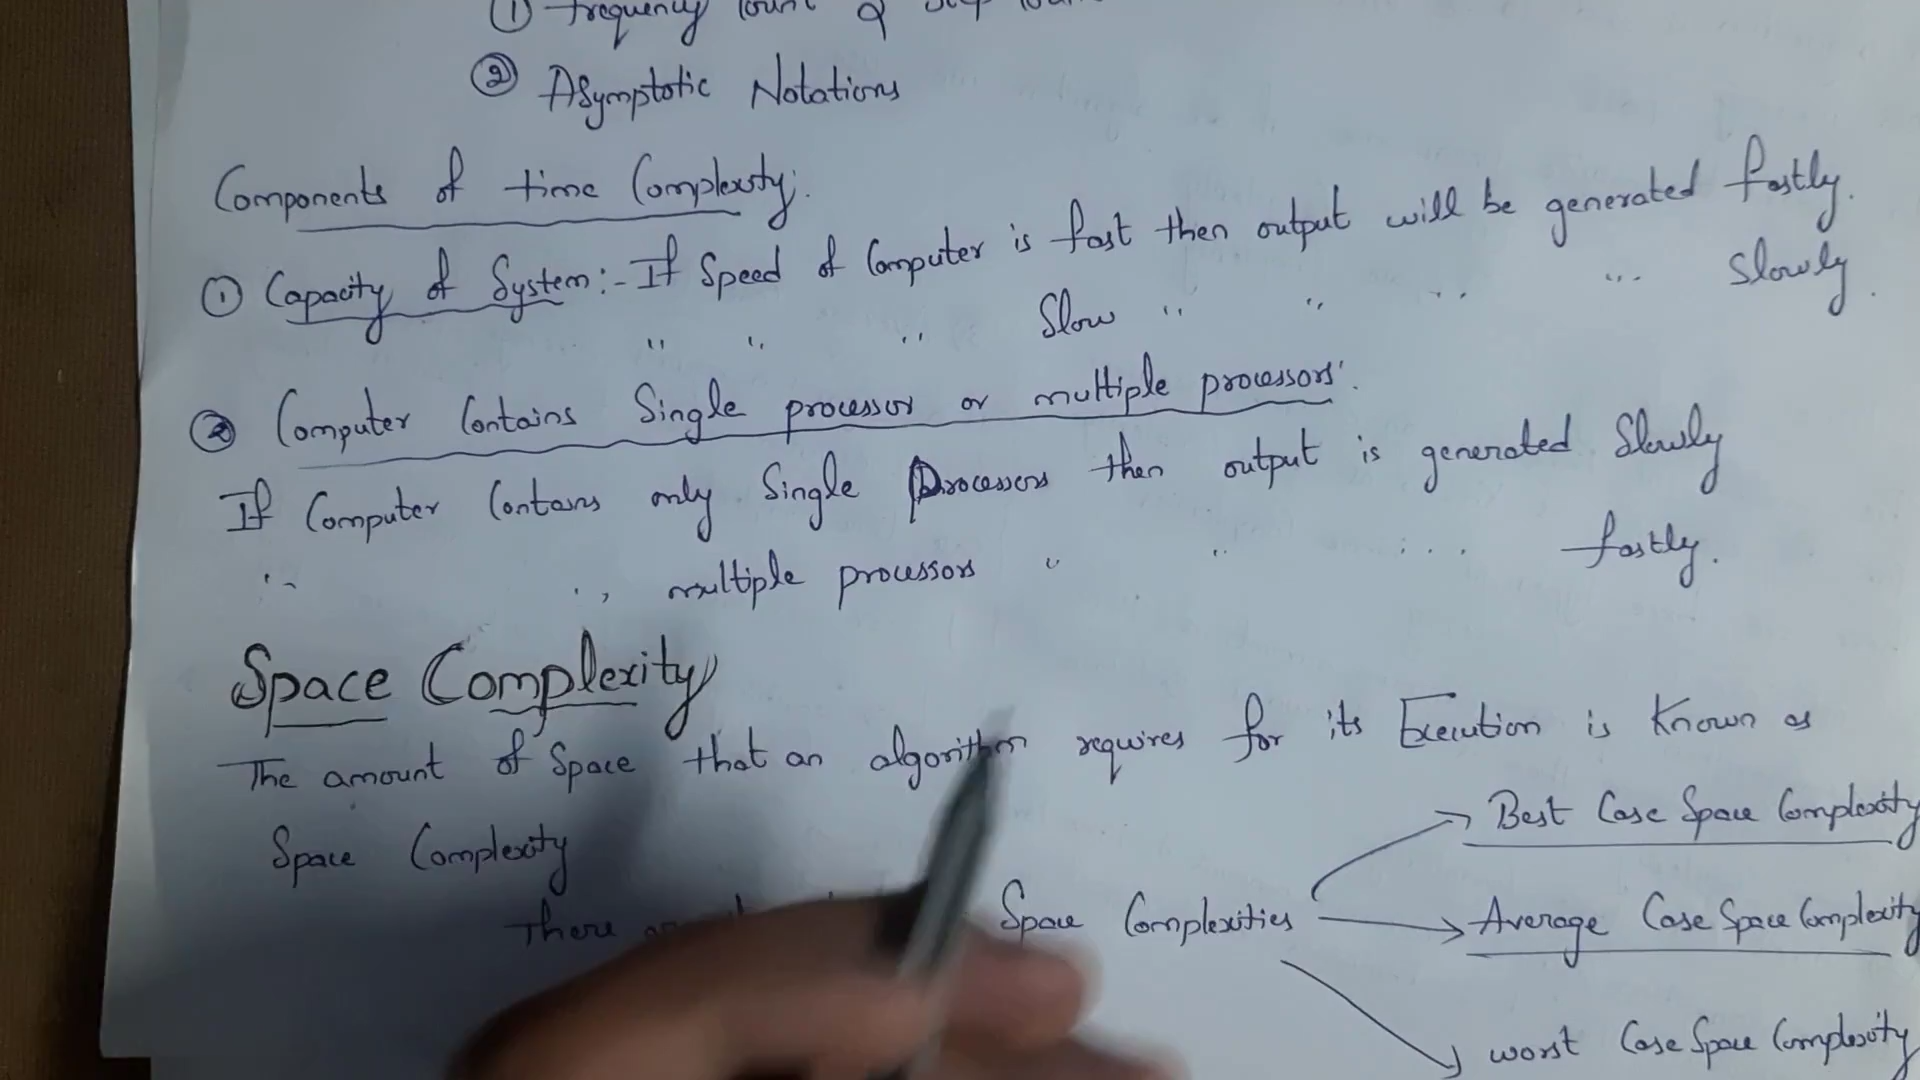 ① frequency count
② Asymptotic Notations
Components of time Complexity:
① Capacity of System:- If Speed of Computer is fast then output will be generated fastly.
" " " Slow " " " " Slowly.
② Computer Contains Single processor or multiple processors.
If Computer Contains only Single Processors then output is generated Slowly
" " multiple processors " " " fastly.
Space Complexity
The amount of Space that an algorithm requires for its Execution is known as
Space Complexity
There Space Complexities
→ Best Case Space Complexity
→ Average Case Space Complexity
→ worst Case Space Complexity